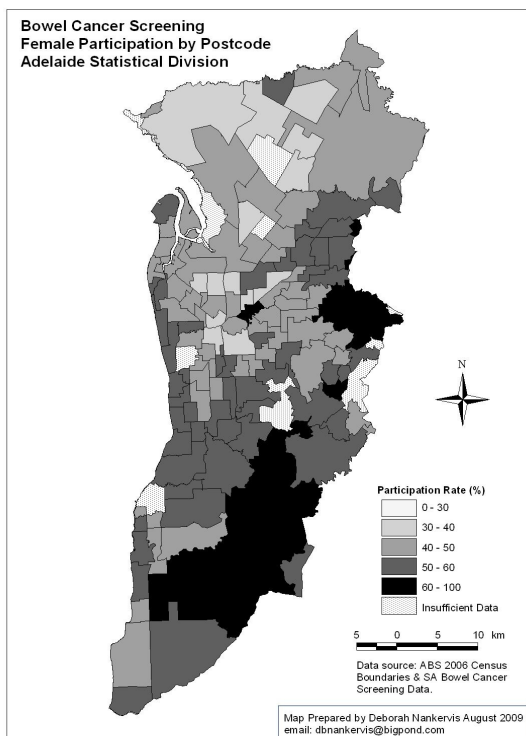 Bowel Cancer Screening
Female Participation by Postcode
Adelaide Statistical Division
N
Participation Rate (%)
0 - 30
30 - 40
40 - 50
50 - 60
60 - 100
Insufficient Data
5 0 5 10 km
Data source: ABS 2006 Census
Boundaries & SA Bowel Cancer
Screening Data.
Map Prepared by Deborah Nankervis August 2009
email: dbnankervis@bigpond.com